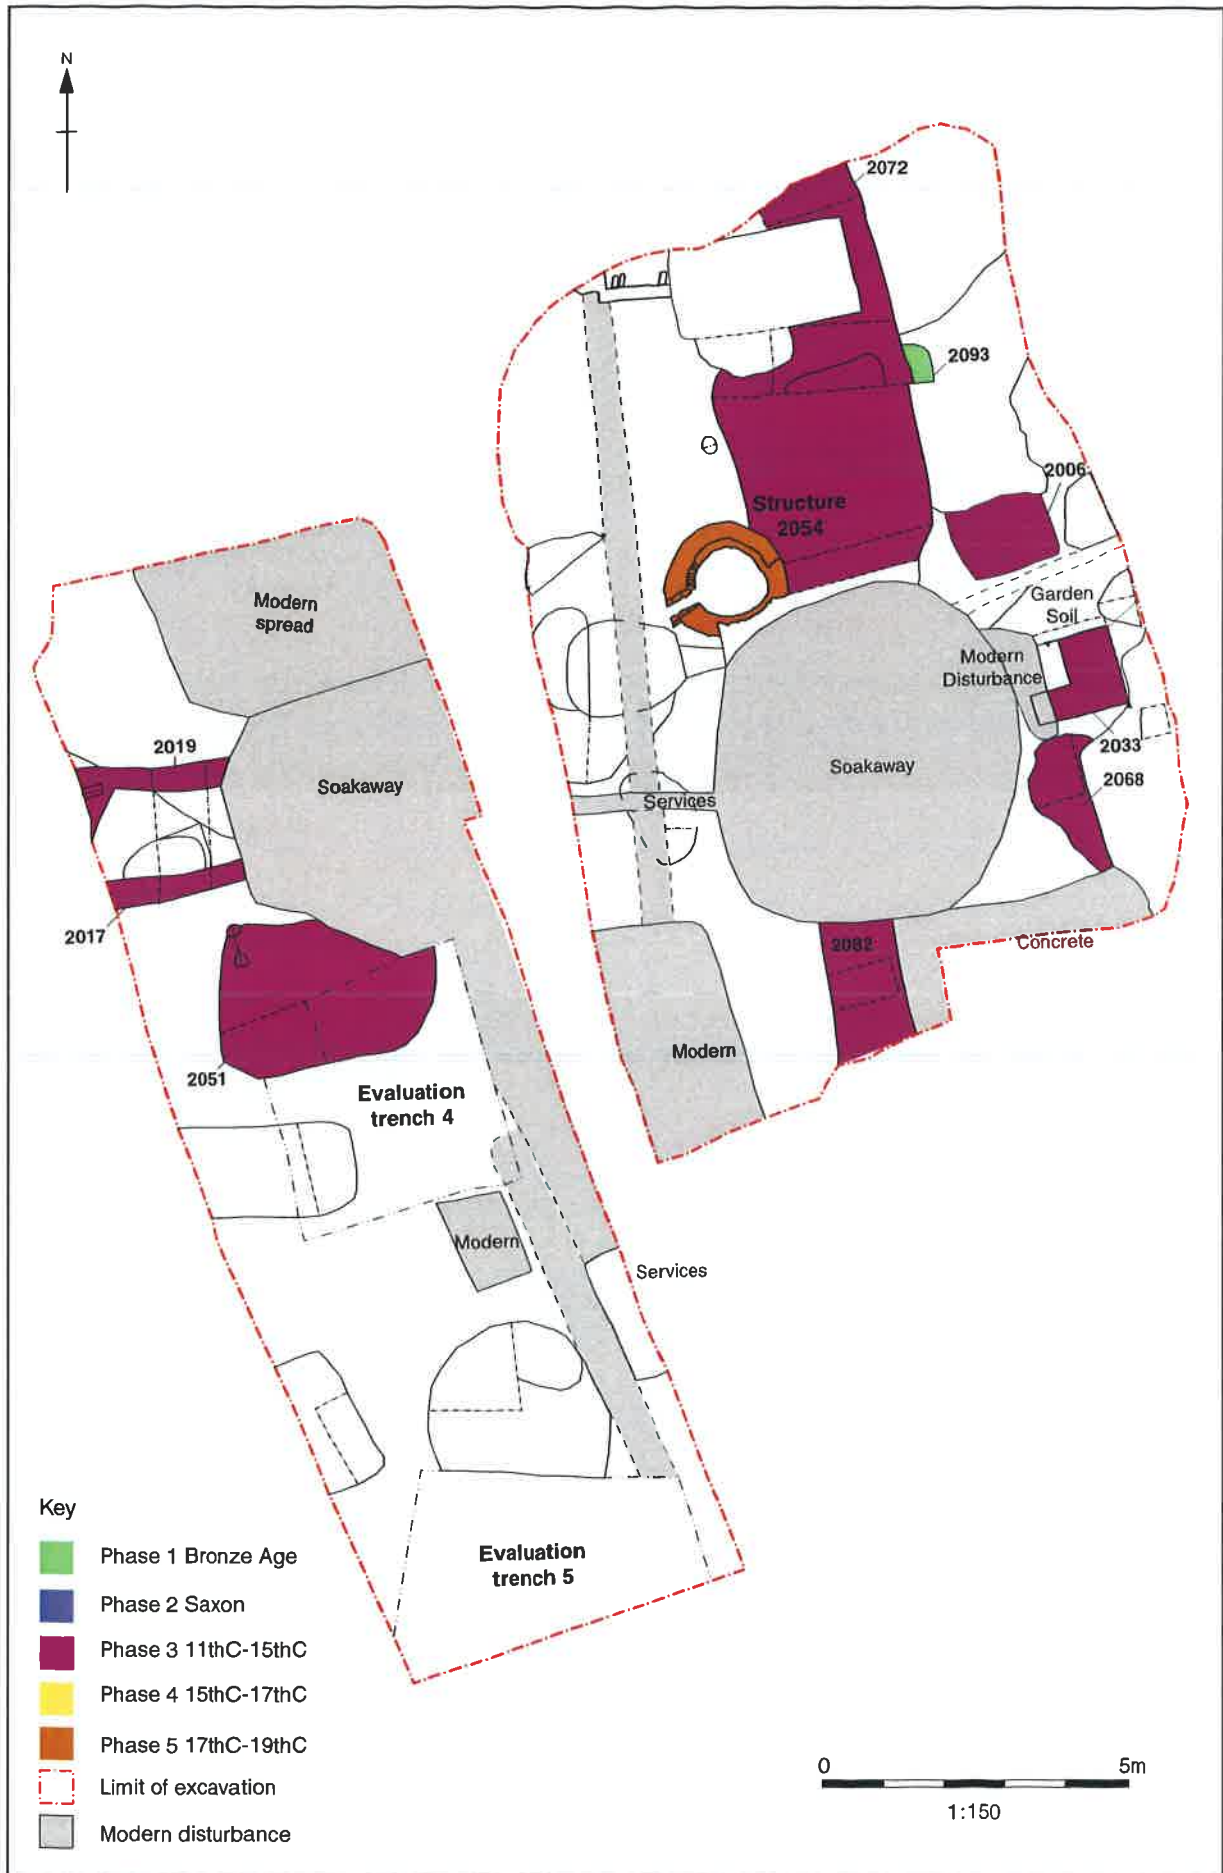 N
2072
2093
2006
Structure
2054
Garden
Soil
Modern
spread
Modern
Disturbance
2019
2033
Soakaway
Soakaway
2068
Services
2017
2082
Concrete
Modern
2051
Evaluation
trench 4
Modern
Services
Key
Evaluation
trench 5
Phase 1 Bronze Age
Phase 2 Saxon
Phase 3 11thC-15thC
Phase 4 15thC-17thC
Phase 5 17thC-19thC
Limit of excavation
Modern disturbance
0 5m
1:150